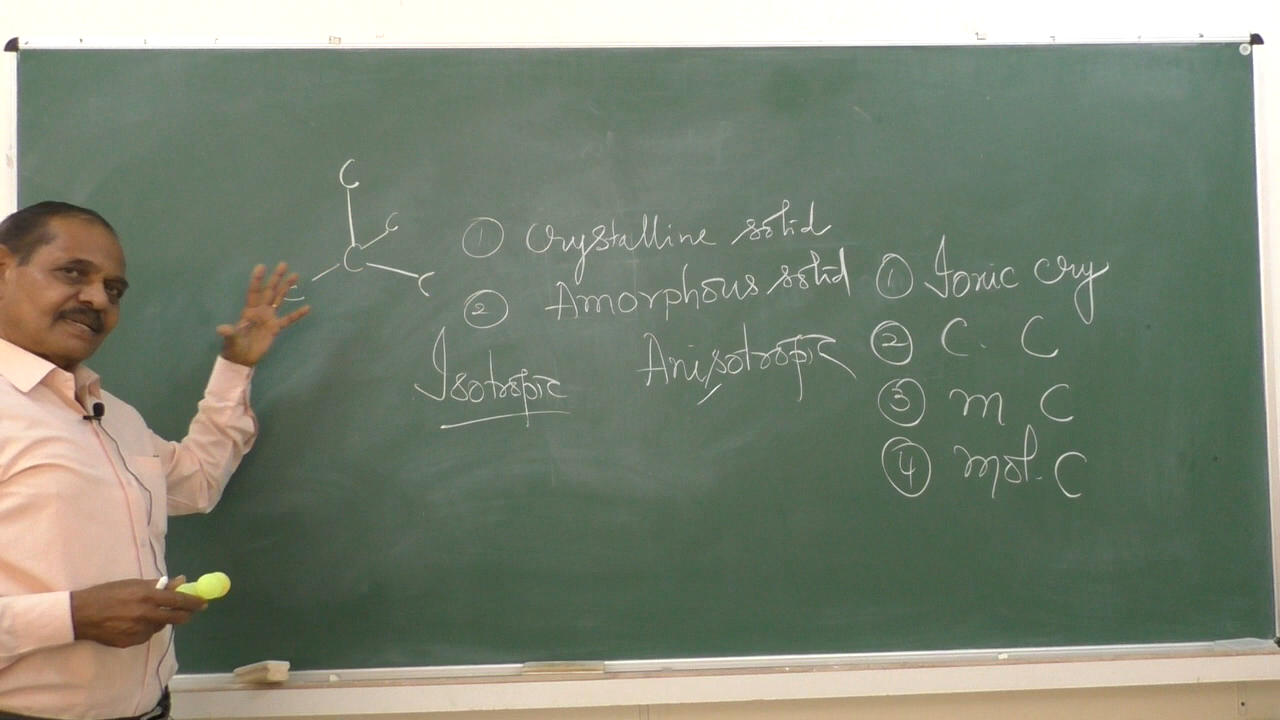 C
C
C
C
C
① Crystalline solid
② Amorphous solid
Isotropic Anisotropic
① Ionic Cry
② C. C
③ m C
④ mol. C